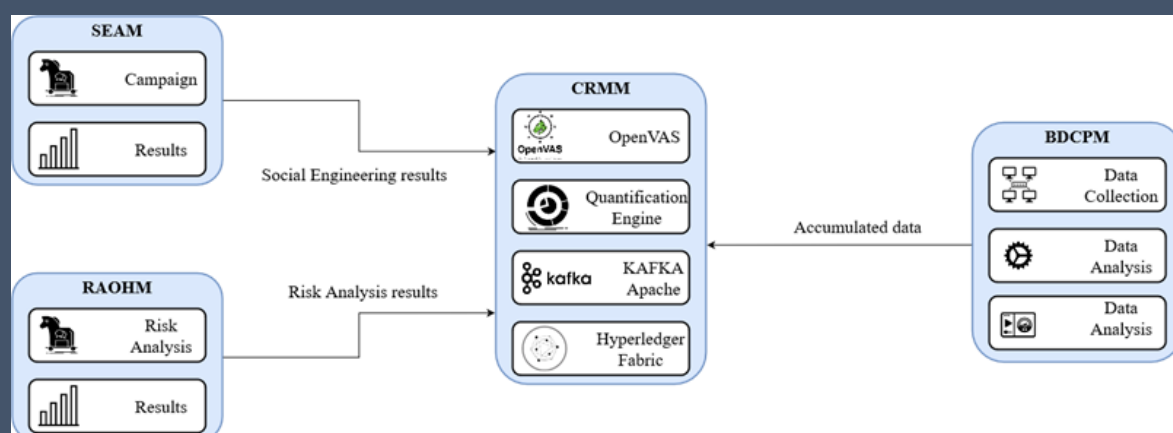 SEAM
Campaign
Results
Social Engineering results
RAOHM
Risk
Analysis
Results
Risk Analysis results
CRMM
OpenVAS
OpenVAS
Quantification
Engine
kafka
KAFKA
Apache
Hyperledger
Fabric
Accumulated data
BDCPM
Data
Collection
Data
Analysis
Data
Analysis